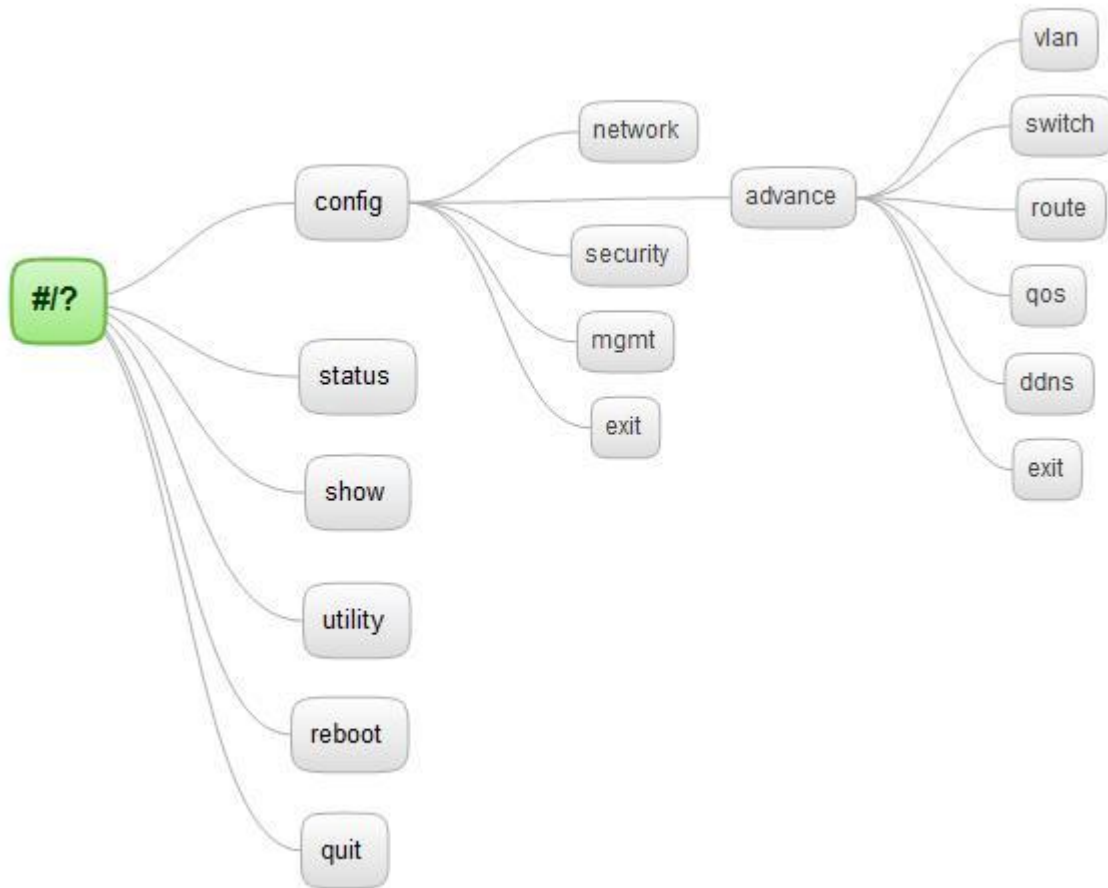 #/?
config
status
show
utility
reboot
quit
network
advance
security
mgmt
exit
vlan
switch
route
qos
ddns
exit